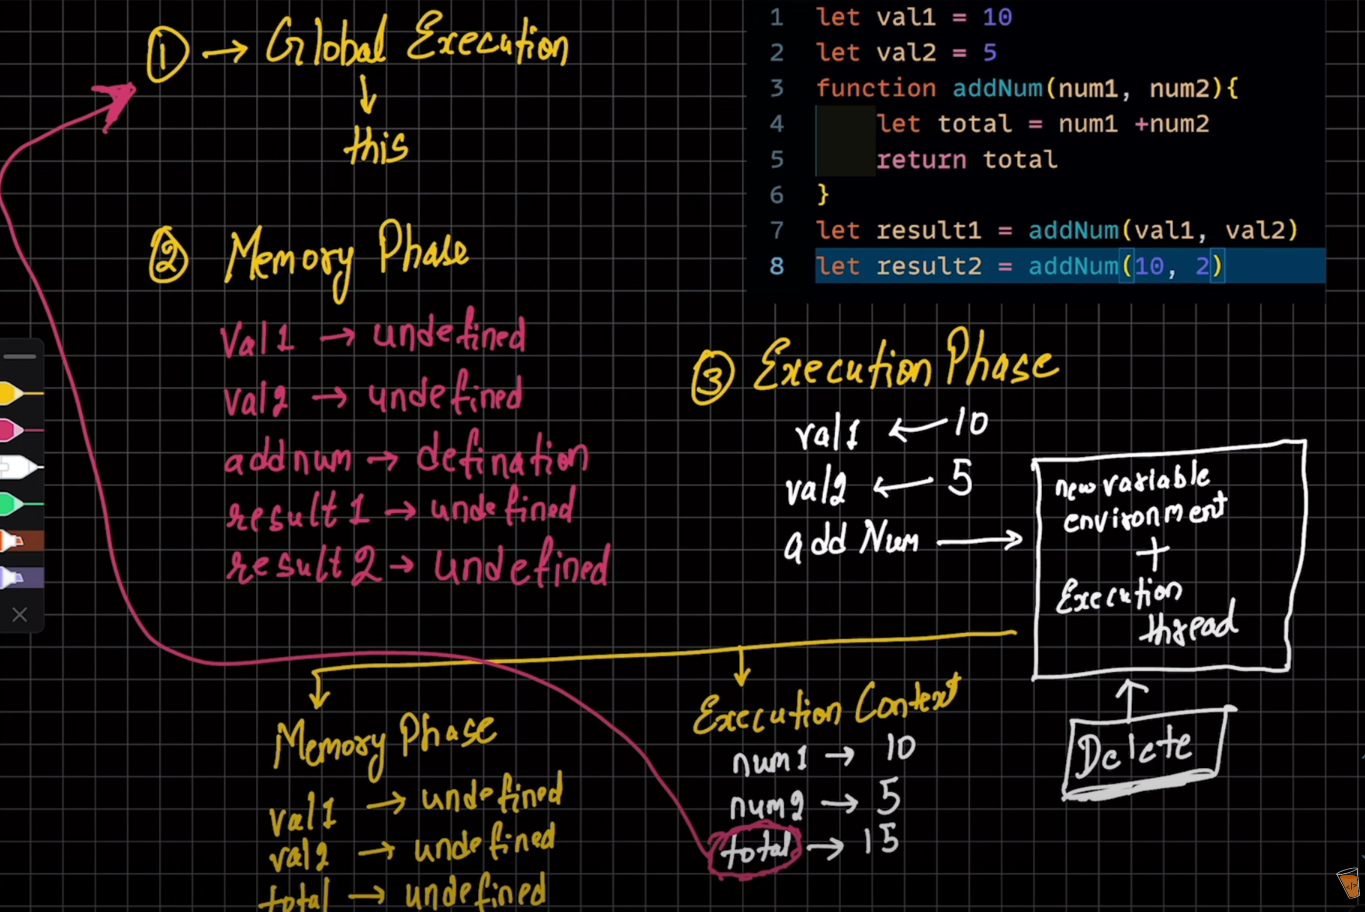 ① → Global Execution
↓
this
② Memory Phase
Val1 → undefined
val2 → undefined
addnum → defination
result1 → undefined
result2 → undefined
1 let val1 = 10
2 let val2 = 5
3 function addNum(num1, num2){
4 let total = num1 +num2
5 return total
6 }
7 let result1 = addNum(val1, val2)
8 let result2 = addNum(10, 2)
③ Execution Phase
val1 ← 10
val2 ← 5
add Num →
new variable
environment
+
Execution
thread
Delete
Memory Phase
val1 → undefined
val2 → undefined
total → undefined
Execution Context
num1 → 10
num2 → 5
total → 15